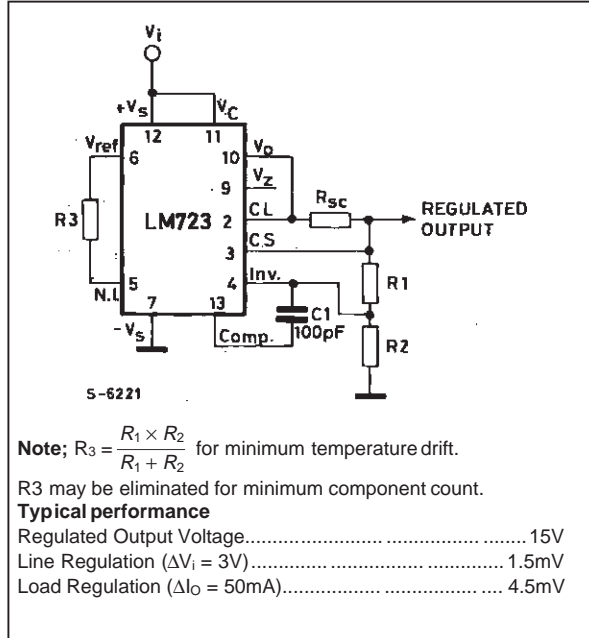 Vi
+Vs
VC
12
11
Vref
6
10
Vo
9
Vz
R3
LM723
2
CL
Rsc
REGULATED
OUTPUT
3
CS
R1
5
4
Inv.
N.I.
7
13
C1
100pF
-Vs
Comp.
R2
S-6221
Note; R3 = R1 × R2 / R1 + R2 for minimum temperature drift.
R3 may be eliminated for minimum component count.
Typical performance
Regulated Output Voltage........................ ................. ........15V
Line Regulation (ΔVi = 3V)....................... .................... ............. 1.5mV
Load Regulation (ΔIO = 50mA)................. ................. .... 4.5mV